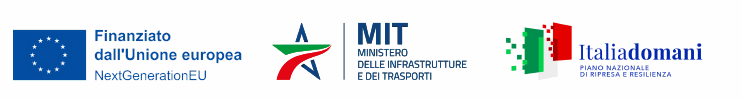 Finanziato
dall'Unione europea
NextGenerationEU
MIT
MINISTERO
DELLE INFRASTRUTTURE
E DEI TRASPORTI
Italiadomani
PIANO NAZIONALE
DI RIPRESA E RESILIENZA